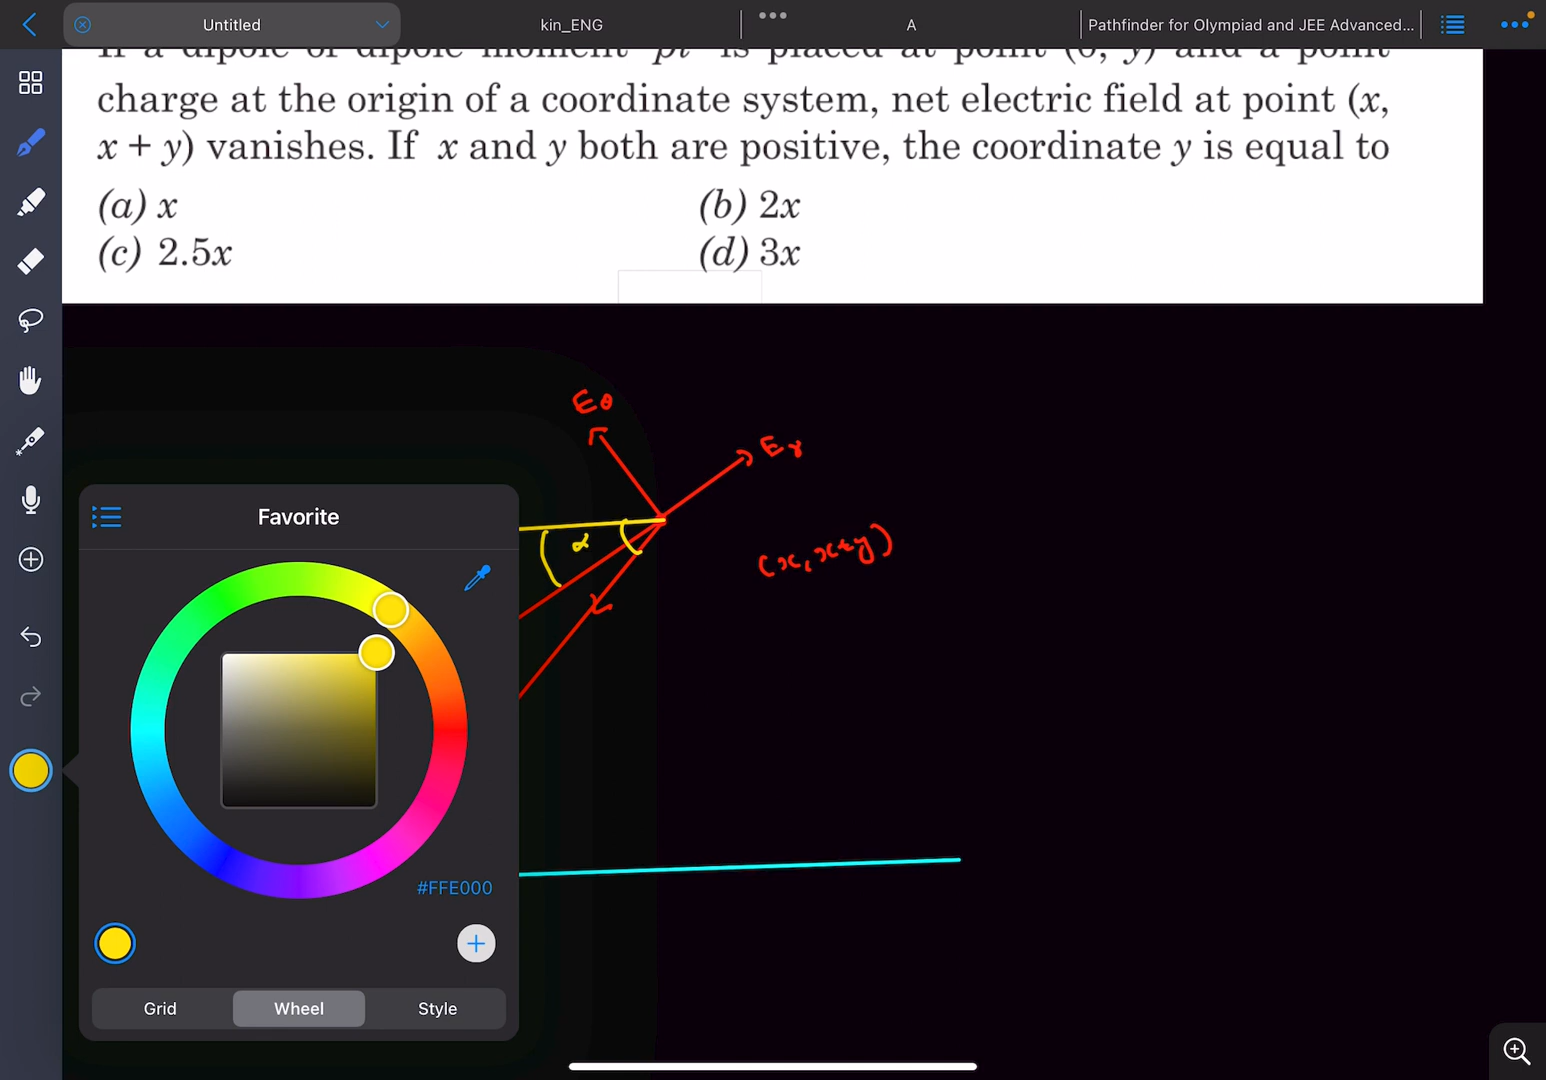 Untitled
kin_ENG
A
Pathfinder for Olympiad and JEE Advanced...
charge at the origin of a coordinate system, net electric field at point (x,
x + y) vanishes. If x and y both are positive, the coordinate y is equal to
(a) x
(b) 2x
(c) 2.5x
(d) 3x
Eθ
Er
Favorite
α
(x, x+y)
#FFE000
Grid
Wheel
Style